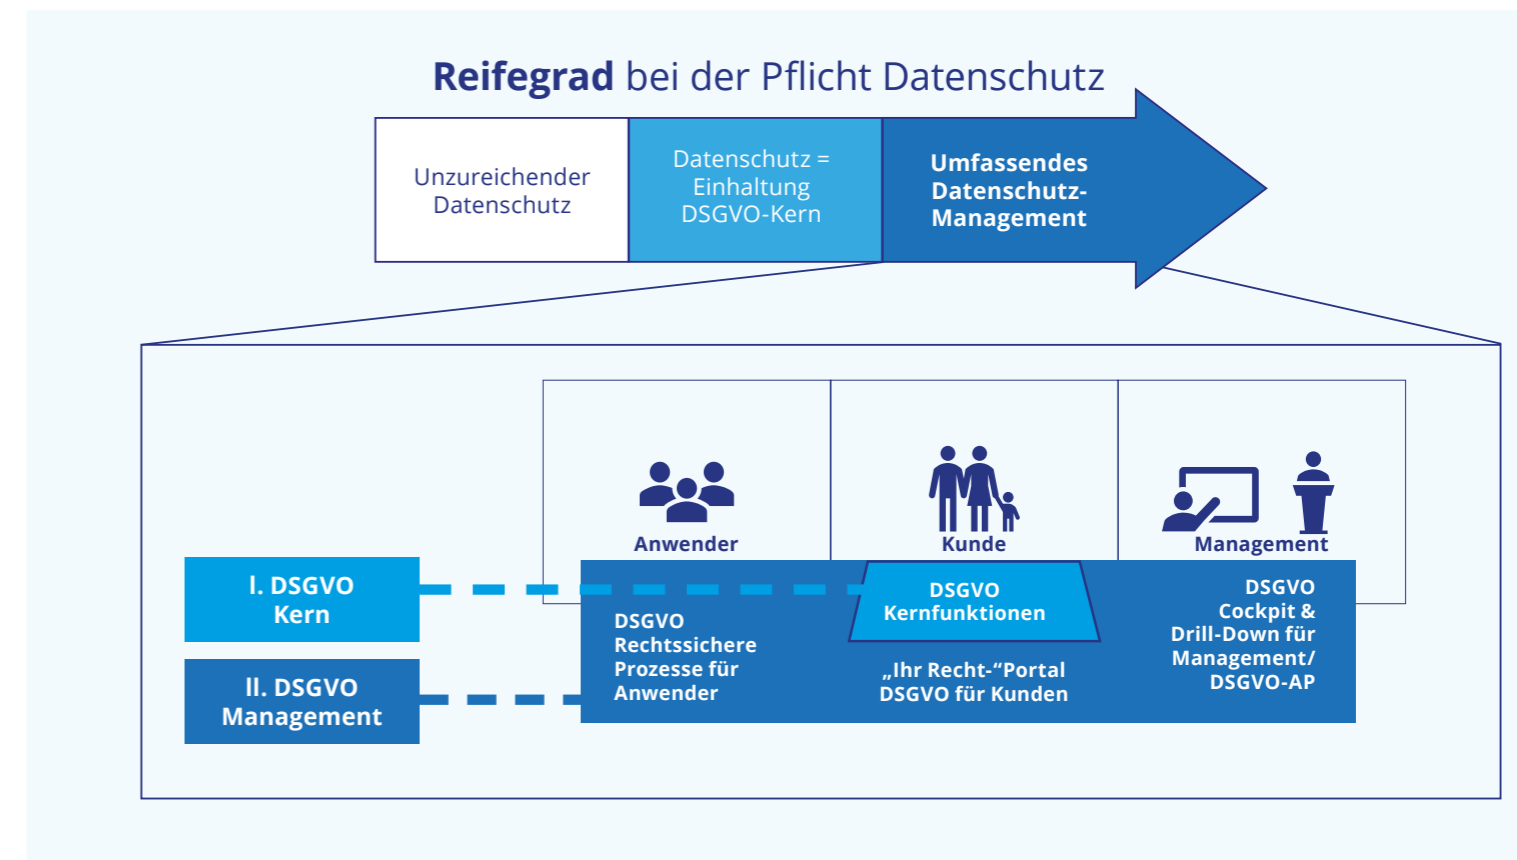 Reifegrad bei der Pflicht Datenschutz
Unzureichender
Datenschutz
Datenschutz =
Einhaltung
DSGVO-Kern
Umfassendes
Datenschutz-
Management
Anwender
Kunde
Management
I. DSGVO
Kern
II. DSGVO
Management
DSGVO
Rechtssichere
Prozesse für
Anwender
DSGVO
Kernfunktionen
„Ihr Recht-“Portal
DSGVO für Kunden
DSGVO
Cockpit &
Drill-Down für
Management/
DSGVO-AP